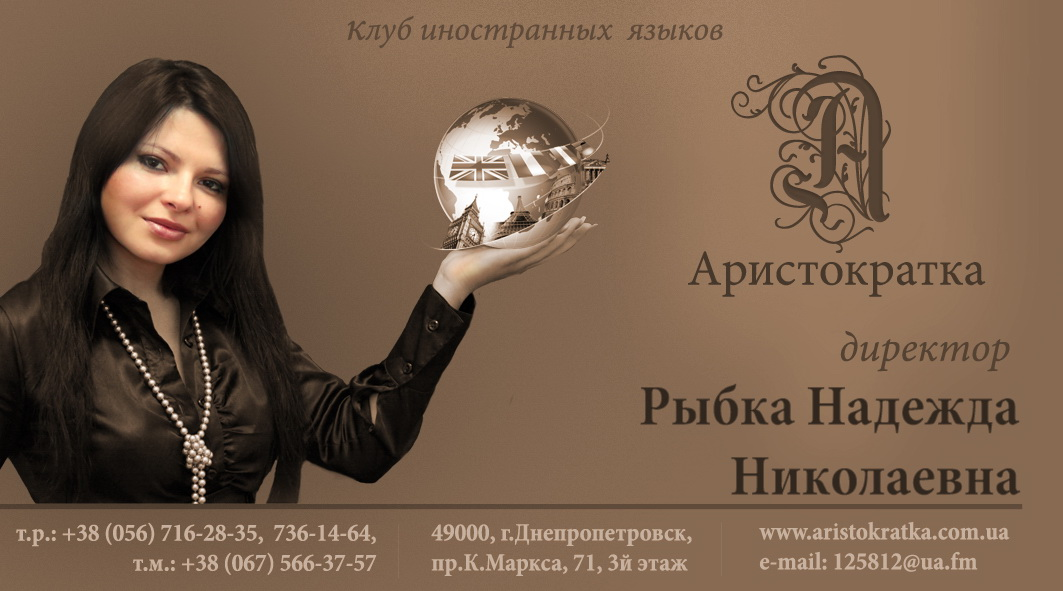 Клуб иностранных языков
А
Аристократка
директор
Рыбка Надежда
Николаевна
т.р.: +38 (056) 716-28-35, 736-14-64,
т.м.: +38 (067) 566-37-57
49000, г.Днепропетровск,
пр.К.Маркса, 71, 3й этаж
www.aristokratka.com.ua
e-mail: 125812@ua.fm